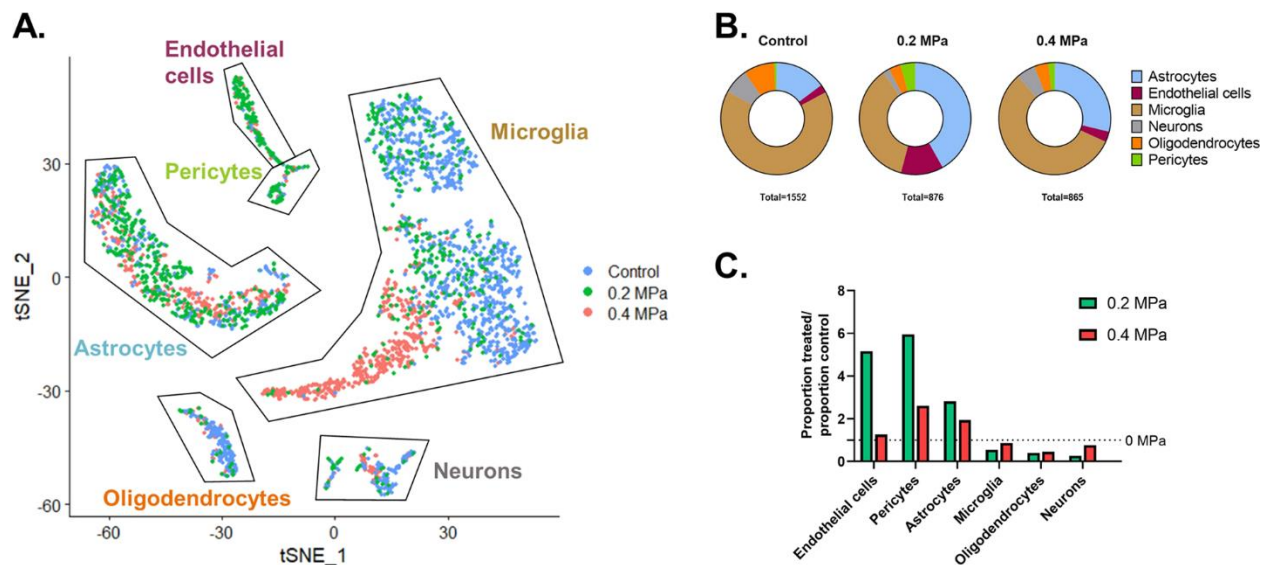 A.
Endothelial
cells
Pericytes
Microglia
Astrocytes
Oligodendrocytes
Neurons
30
0
-30
-60
tSNE_2
-60
-30
0
30
tSNE_1
Control
0.2 MPa
0.4 MPa
B.
Control
0.2 MPa
0.4 MPa
Total=1552
Total=876
Total=865
Astrocytes
Endothelial cells
Microglia
Neurons
Oligodendrocytes
Pericytes
C.
Proportion treated/
proportion control
8
6
4
2
0
0.2 MPa
0.4 MPa
0 MPa
Endothelial cells
Pericytes
Astrocytes
Microglia
Oligodendrocytes
Neurons